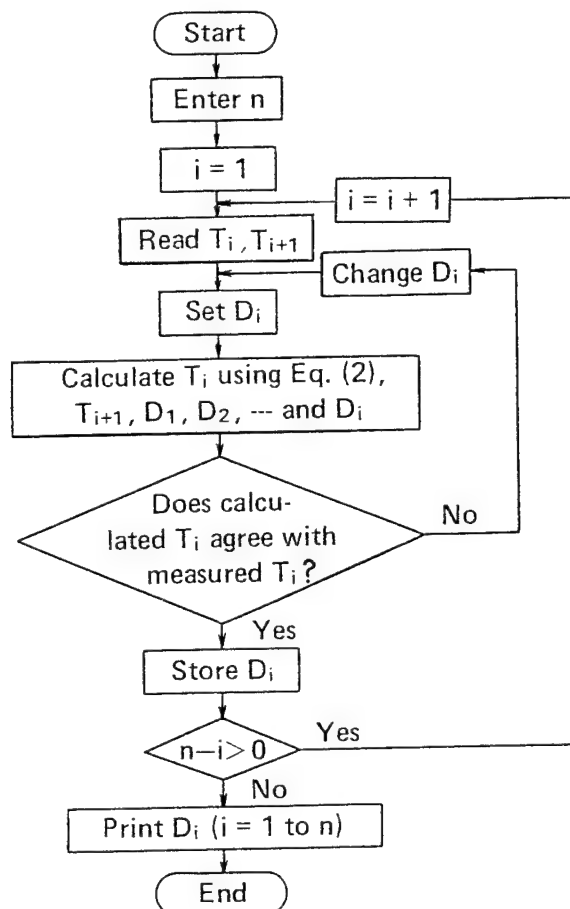 Start
Enter n
i = 1
i = i + 1
Read Tᵢ, Tᵢ₊₁
Change Dᵢ
Set Dᵢ
Calculate Tᵢ using Eq. (2),
Tᵢ₊₁, D₁, D₂, --- and Dᵢ
Does calcu-
lated Tᵢ agree with
measured Tᵢ?
No
Yes
Store Dᵢ
n–i>0
Yes
No
Print Dᵢ (i = 1 to n)
End